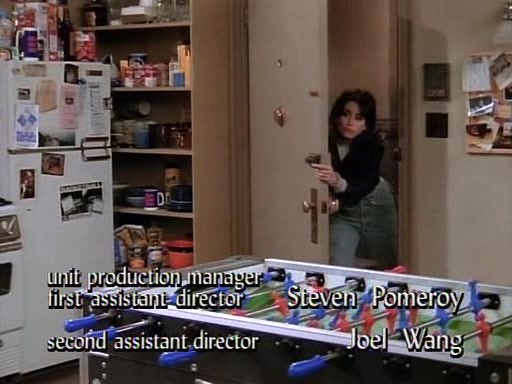 unit production manager
first assistant director Steven Pomeroy
second assistant director Joel Wang